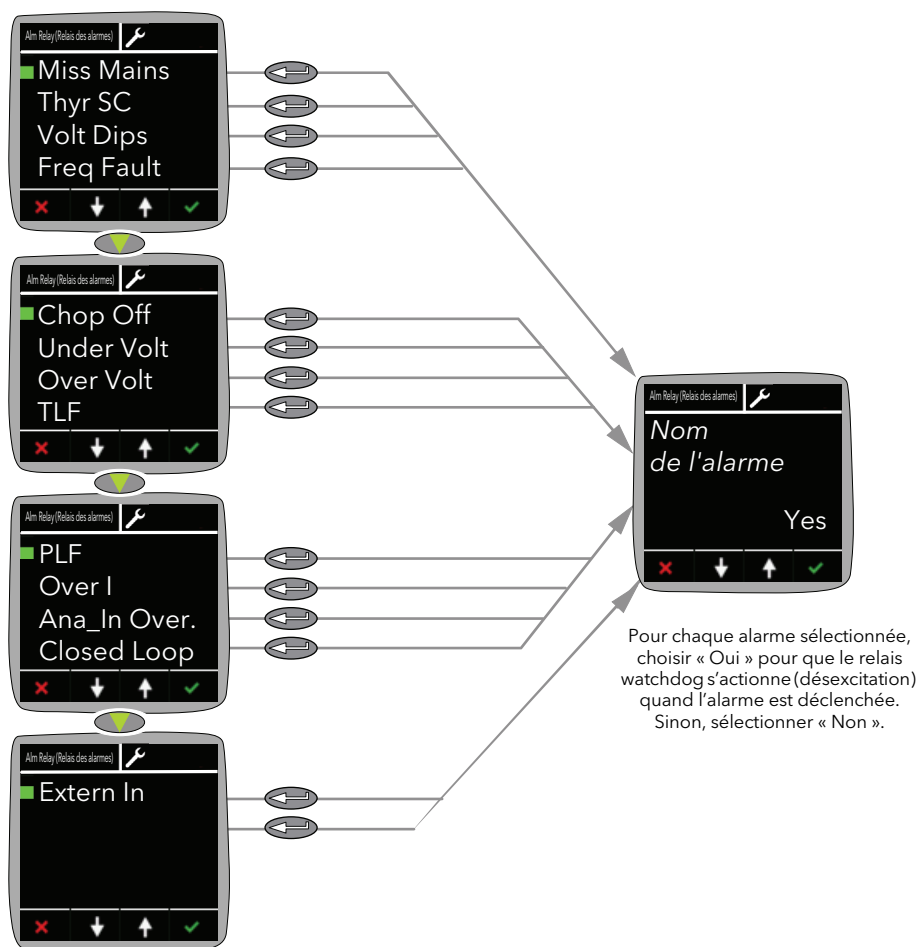 Alm Relay (Relais des alarmes)
Miss Mains
Thyr SC
Volt Dips
Freq Fault
Alm Relay (Relais des alarmes)
Chop Off
Under Volt
Over Volt
TLF
Alm Relay (Relais des alarmes)
PLF
Over I
Ana_In Over.
Closed Loop
Alm Relay (Relais des alarmes)
Extern In
Alm Relay (Relais des alarmes)
Nom
de l'alarme
Yes
Pour chaque alarme sélectionnée,
choisir « Oui » pour que le relais
watchdog s’actionne (désexcitation)
quand l’alarme est déclenchée.
Sinon, sélectionner « Non ».